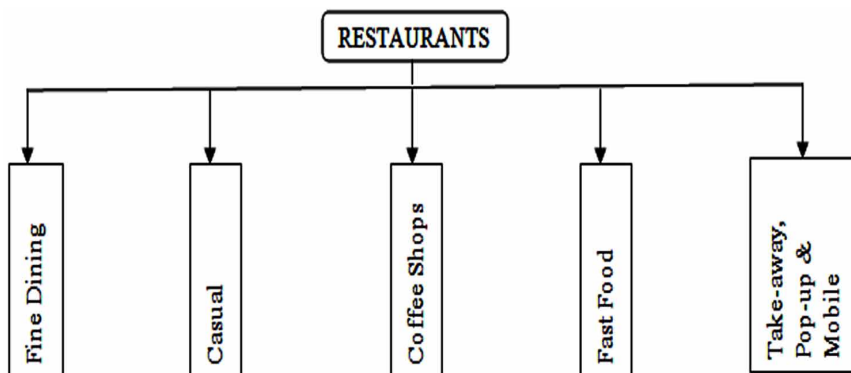 RESTAURANTS
Fine Dining
Casual
Coffee Shops
Fast Food
Take-away,
Pop-up &
Mobile